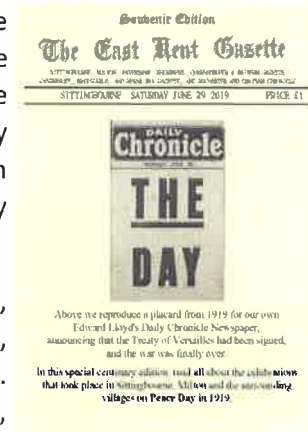 Souvenir Edition
The East Kent Gazette
SITTINGBOURNE SATURDAY JUNE 29 2019 PRICE £1
DAILY
Chronicle
THE
DAY
Above we reproduce a placard from 1919 for our own
Edward Lloyd's Daily Chronicle Newspaper,
announcing that the Treaty of Versailles had been signed,
and the war was finally over.
In this special centenary edition, read all about the celebrations
that took place in Sittingbourne, Milton and the surrounding
villages on Peace Day in 1919.